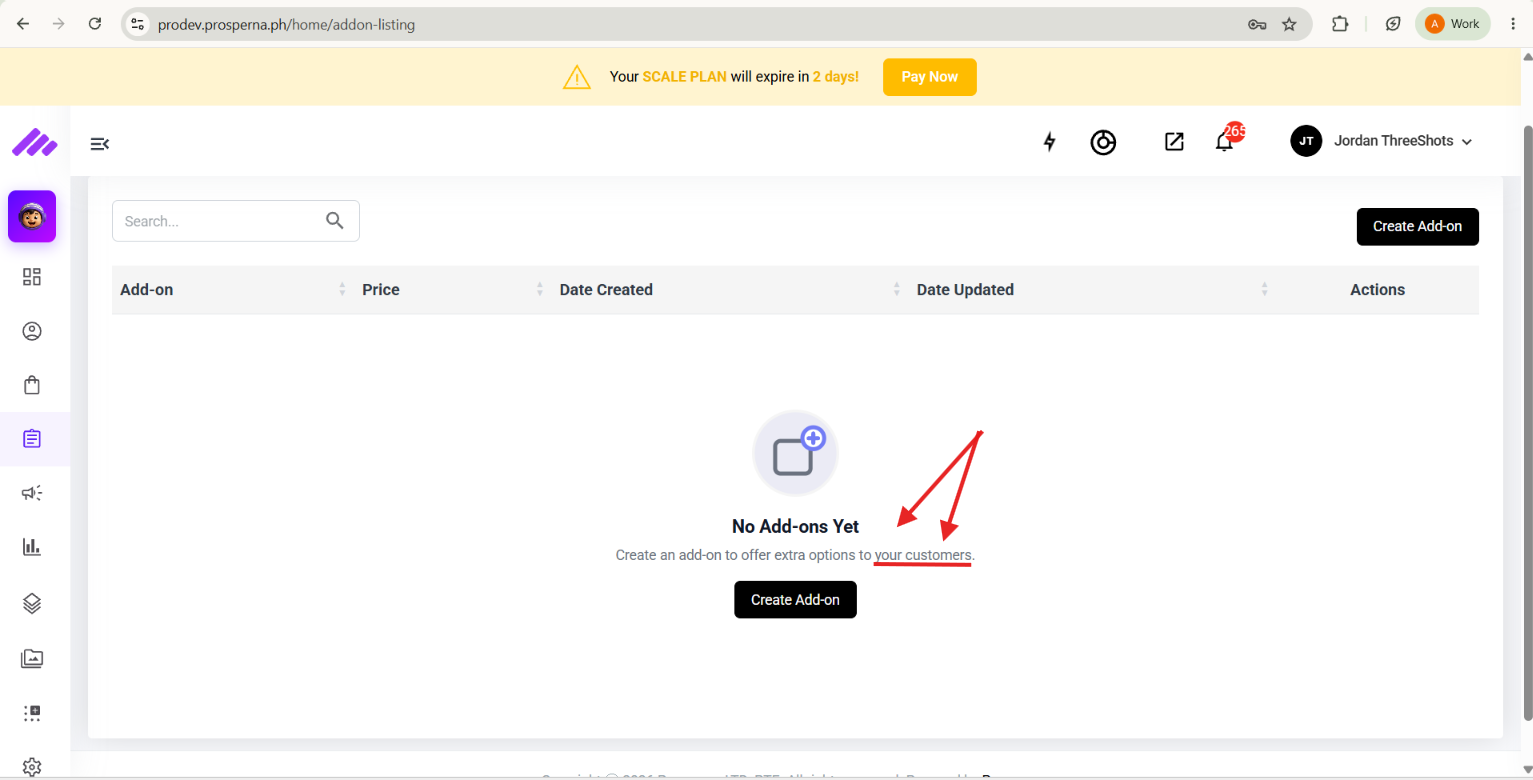 prodev.prosperna.ph/home/addon-listing
A Work
Your SCALE PLAN will expire in 2 days! Pay Now
265
JT Jordan ThreeShots
Search...
Create Add-on
Add-on Price Date Created Date Updated Actions
No Add-ons Yet
Create an add-on to offer extra options to your customers.
Create Add-on